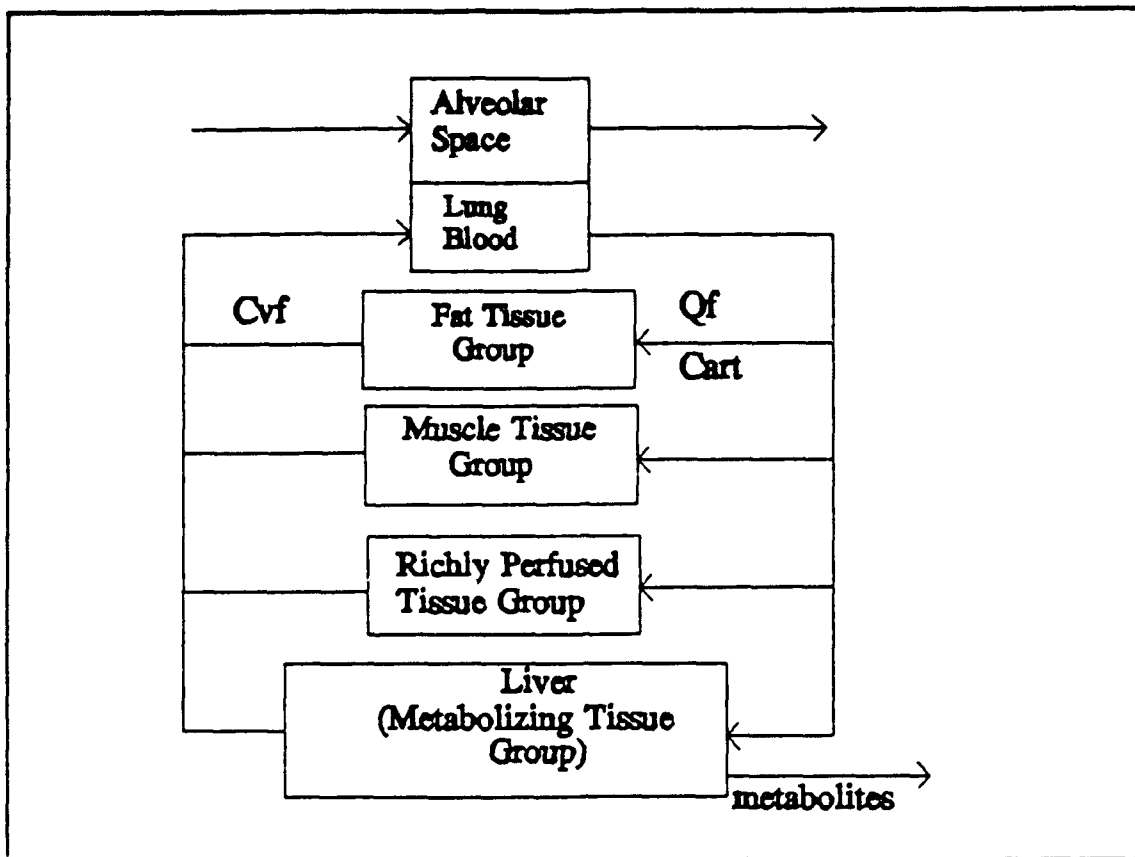 Alveolar
Space
Lung
Blood
Cvf
Fat Tissue
Group
Qf
Cart
Muscle Tissue
Group
Richly Perfused
Tissue Group
Liver
(Metabolizing Tissue
Group)
metabolites